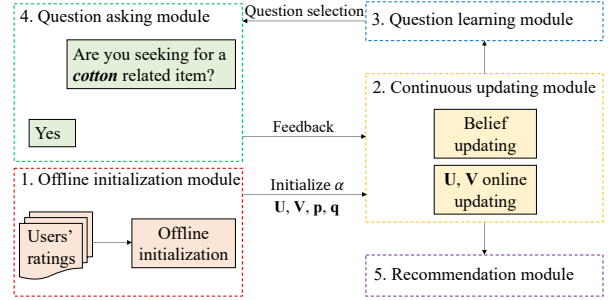 4. Question asking module
Question selection
3. Question learning module
Are you seeking for a
cotton related item?
Yes
Feedback
2. Continuous updating module
Belief
updating
U, V online
updating
1. Offline initialization module
Initialize α
U, V, p, q
Users'
ratings
Offline
initialization
5. Recommendation module